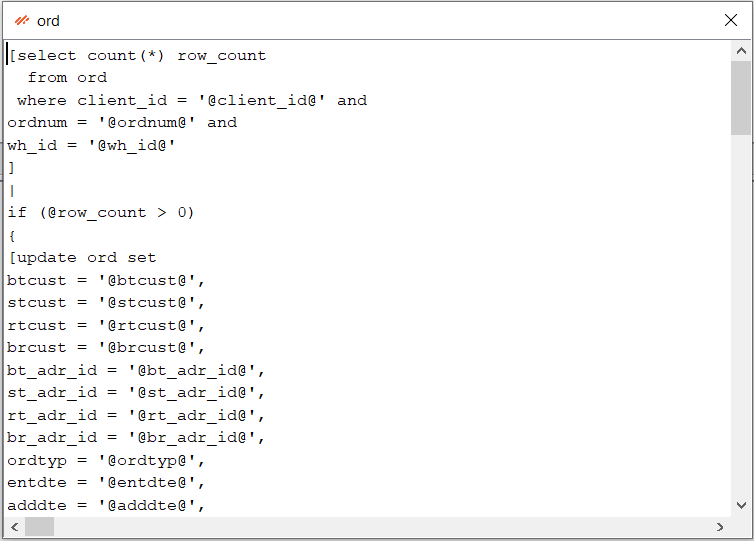 ord
[select count(*) row_count
from ord
where client_id = '@client_id@' and
ordnum = '@ordnum@' and
wh_id = '@wh_id@'
]
|
if (@row_count > 0)
{
[update ord set
btcust = '@btcust@',
stcust = '@stcust@',
rtcust = '@rtcust@',
brcust = '@brcust@',
bt_adr_id = '@bt_adr_id@',
st_adr_id = '@st_adr_id@',
rt_adr_id = '@rt_adr_id@',
br_adr_id = '@br_adr_id@',
ordtyp = '@ordtyp@',
entdte = '@entdte@',
adddte = '@adddte@',